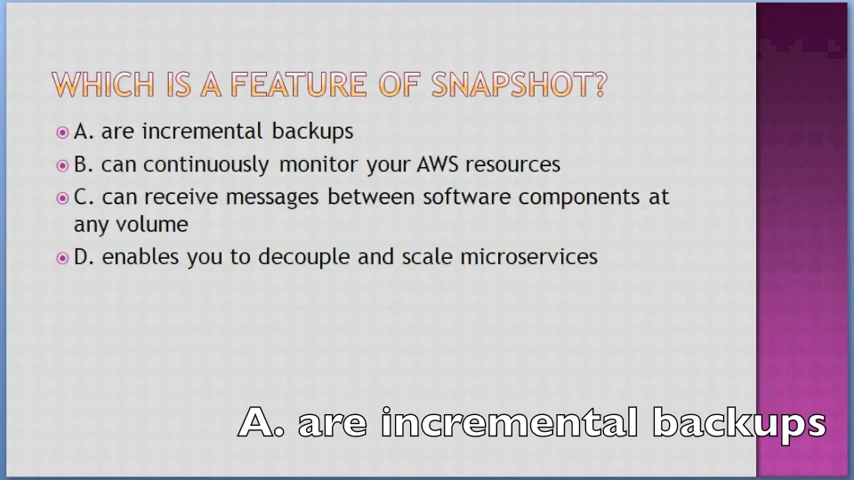 WHICH IS A FEATURE OF SNAPSHOT?
A. are incremental backups
B. can continuously monitor your AWS resources
C. can receive messages between software components at
any volume
D. enables you to decouple and scale microservices
A. are incremental backups